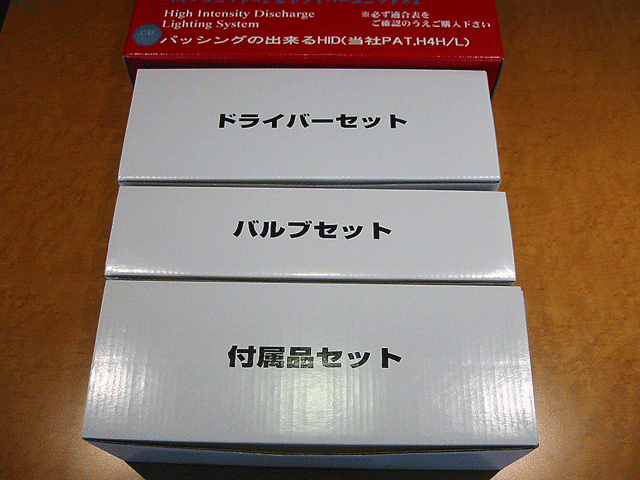 High Intensity Discharge
Lighting System
※必ず適合表を
ご確認のうえご購入下さい
パッシングの出来るHID(当社PAT,H4H/L)
ドライバーセット
バルブセット
付属品セット